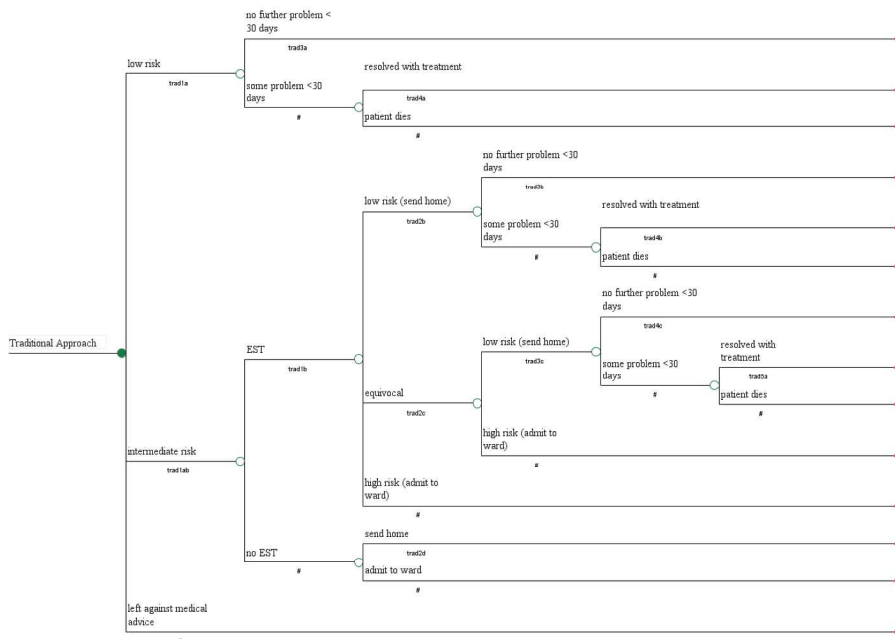 no further problem <
30 days
trad3a
low risk
trad1a
resolved with treatment
some problem <30
days
#
trad4a
patient dies
#
no further problem <30
days
trad3b
low risk (send home)
trad2b
resolved with treatment
some problem <30
days
#
trad4b
patient dies
#
no further problem <30
days
trad4c
Traditional Approach
EST
trad1b
low risk (send home)
trad3c
resolved with
treatment
some problem <30
days
#
trad5a
patient dies
#
equivocal
trad2c
high risk (admit to
ward)
#
intermediate risk
trad1ab
high risk (admit to
ward)
#
send home
trad2d
no EST
#
admit to ward
#
left against medical
advice